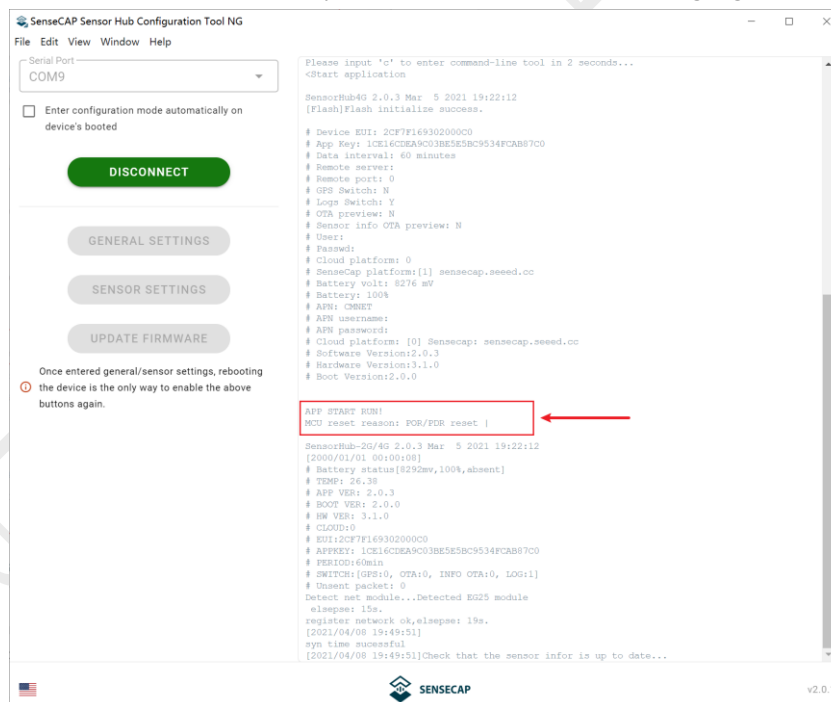 SenseCAP Sensor Hub Configuration Tool NG
File Edit View Window Help
Serial Port
COM9
Enter configuration mode automatically on
device's booted
DISCONNECT
GENERAL SETTINGS
SENSOR SETTINGS
UPDATE FIRMWARE
Once entered general/sensor settings, rebooting
the device is the only way to enable the above
buttons again.
Please input 'c' to enter command-line tool in 2 seconds...
<Start application
SensorHub4G 2.0.3 Mar 5 2021 19:22:12
[Flash]Flash initialize success.
# Device EUI: 2CF7F169302000C0
# App Key: 1CE16CDEA9C03BE5E5BC9534FCAB87C0
# Data interval: 60 minutes
# Remote server:
# Remote port: 0
# GPS Switch: N
# Logs Switch: Y
# OTA preview: N
# Sensor info OTA preview: N
# User:
# Passwd:
# Cloud platform: 0
# SenseCap platform:[1] sensecap.seeed.cc
# Battery volt: 8276 mV
# Battery: 100%
# APN: CMNET
# APN username:
# APN password:
# Cloud platform: [0] Sensecap: sensecap.seeed.cc
# Software Version:2.0.3
# Hardware Version:3.1.0
# Boot Version:2.0.0
APP START RUN!
MCU reset reason: POR/PDR reset |
SensorHub-2G/4G 2.0.3 Mar 5 2021 19:22:12
[2000/01/01 00:00:08]
# Battery status[8292mv,100%,absent]
# TEMP: 26.38
# APP VER: 2.0.3
# BOOT VER: 2.0.0
# HW VER: 3.1.0
# CLOUD:0
# EUI:2CF7F169302000C0
# APPKEY: 1CE16CDEA9C03BE5E5BC9534FCAB87C0
# PERIOD:60min
# SWITCH:[GPS:0, OTA:0, INFO OTA:0, LOG:1]
# Unsent packet: 0
Detect net module...Detected EG25 module
elsepse: 15s.
register network ok,elsepse: 19s.
[2021/04/08 19:49:51]
syn time sucessful
[2021/04/08 19:49:51]Check that the sensor infor is up to date...
SENSECAP